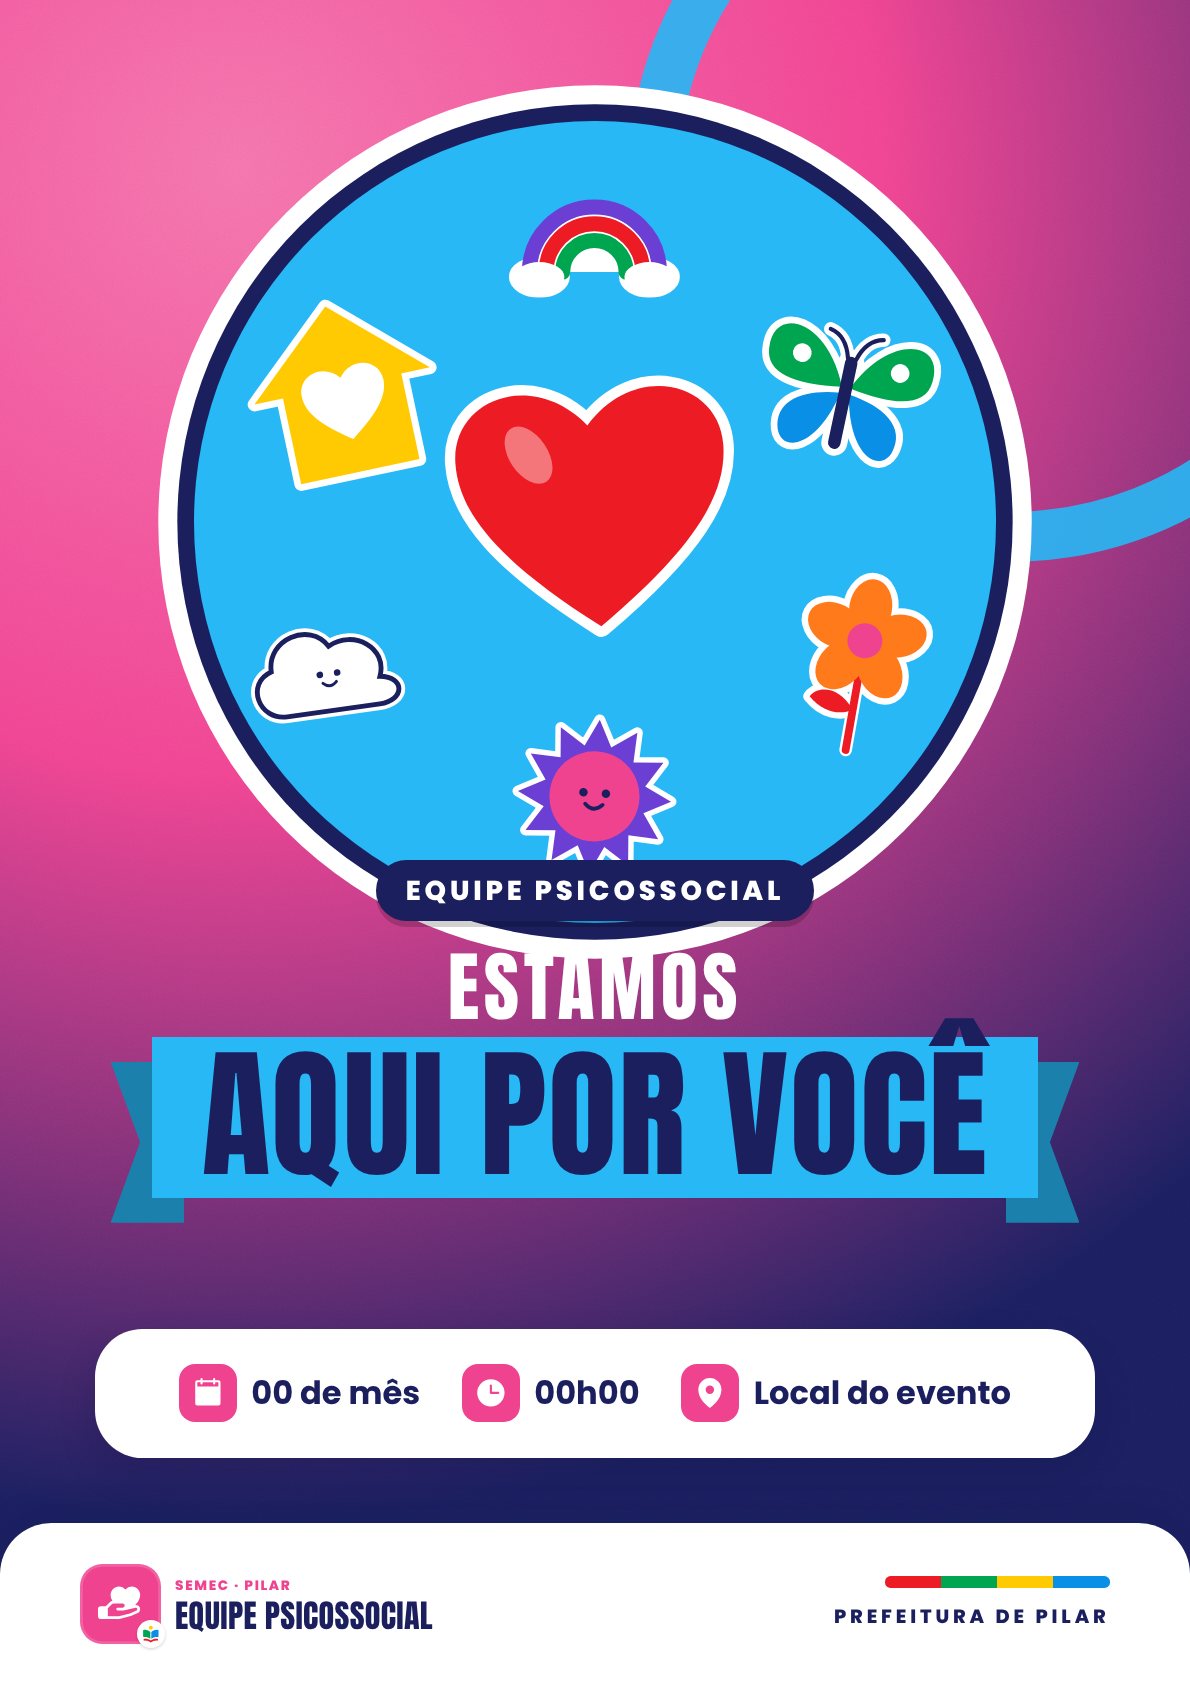 EQUIPE PSICOSSOCIAL
ESTAMOS
AQUI POR VOCÊ
00 de mês
00h00
Local do evento
SEMEC · PILAR
EQUIPE PSICOSSOCIAL
PREFEITURA DE PILAR